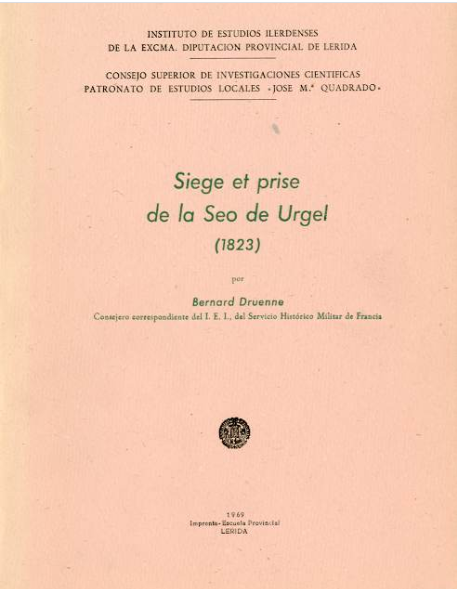 INSTITUTO DE ESTUDIOS ILERDENSES
DE LA EXCMA. DIPUTACION PROVINCIAL DE LERIDA
CONSEJO SUPERIOR DE INVESTIGACIONES CIENTIFICAS
PATRONATO DE ESTUDIOS LOCALES «JOSE M.ª QUADRADO»
Siege et prise
de la Seo de Urgel
(1823)
por
Bernard Druenne
Consejero correspondiente del I. E. I., del Servicio Histórico Militar de Francia
1969
Imprenta-Escuela Provincial
LERIDA